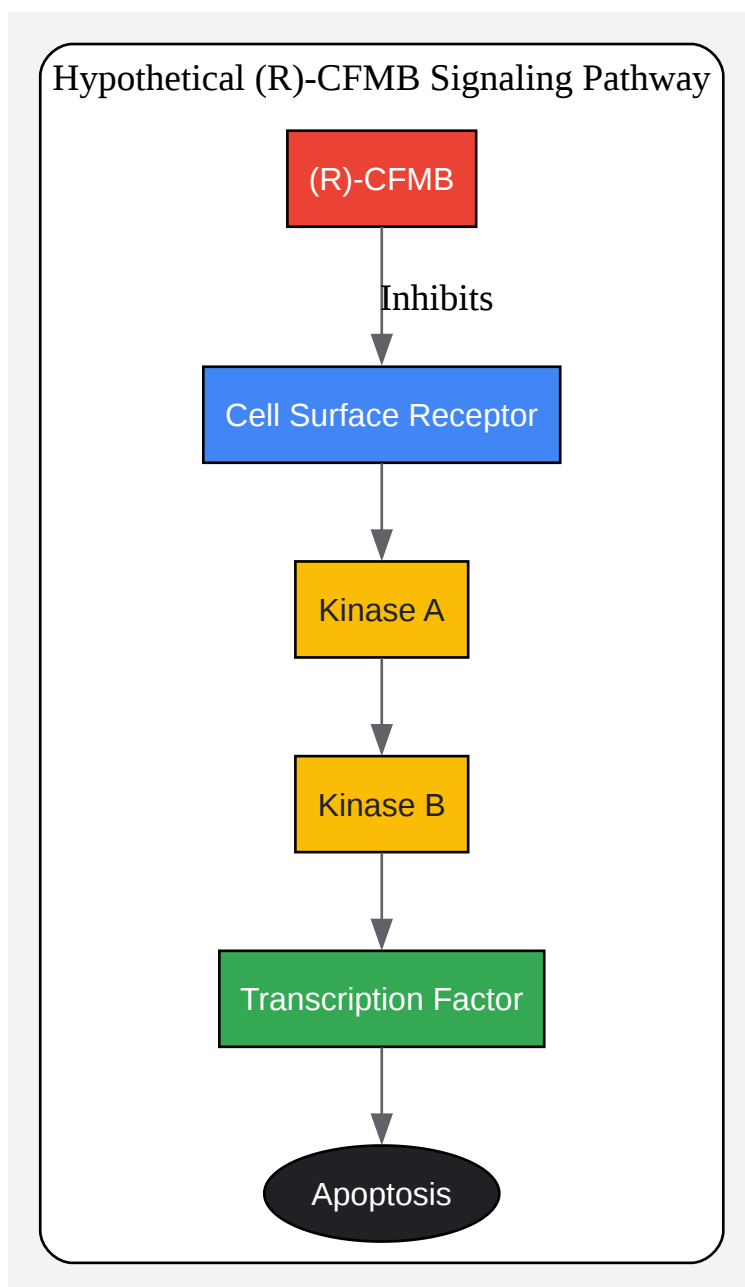 Hypothetical (R)-CFMB Signaling Pathway
(R)-CFMB
Inhibits
Cell Surface Receptor
Kinase A
Kinase B
Transcription Factor
Apoptosis